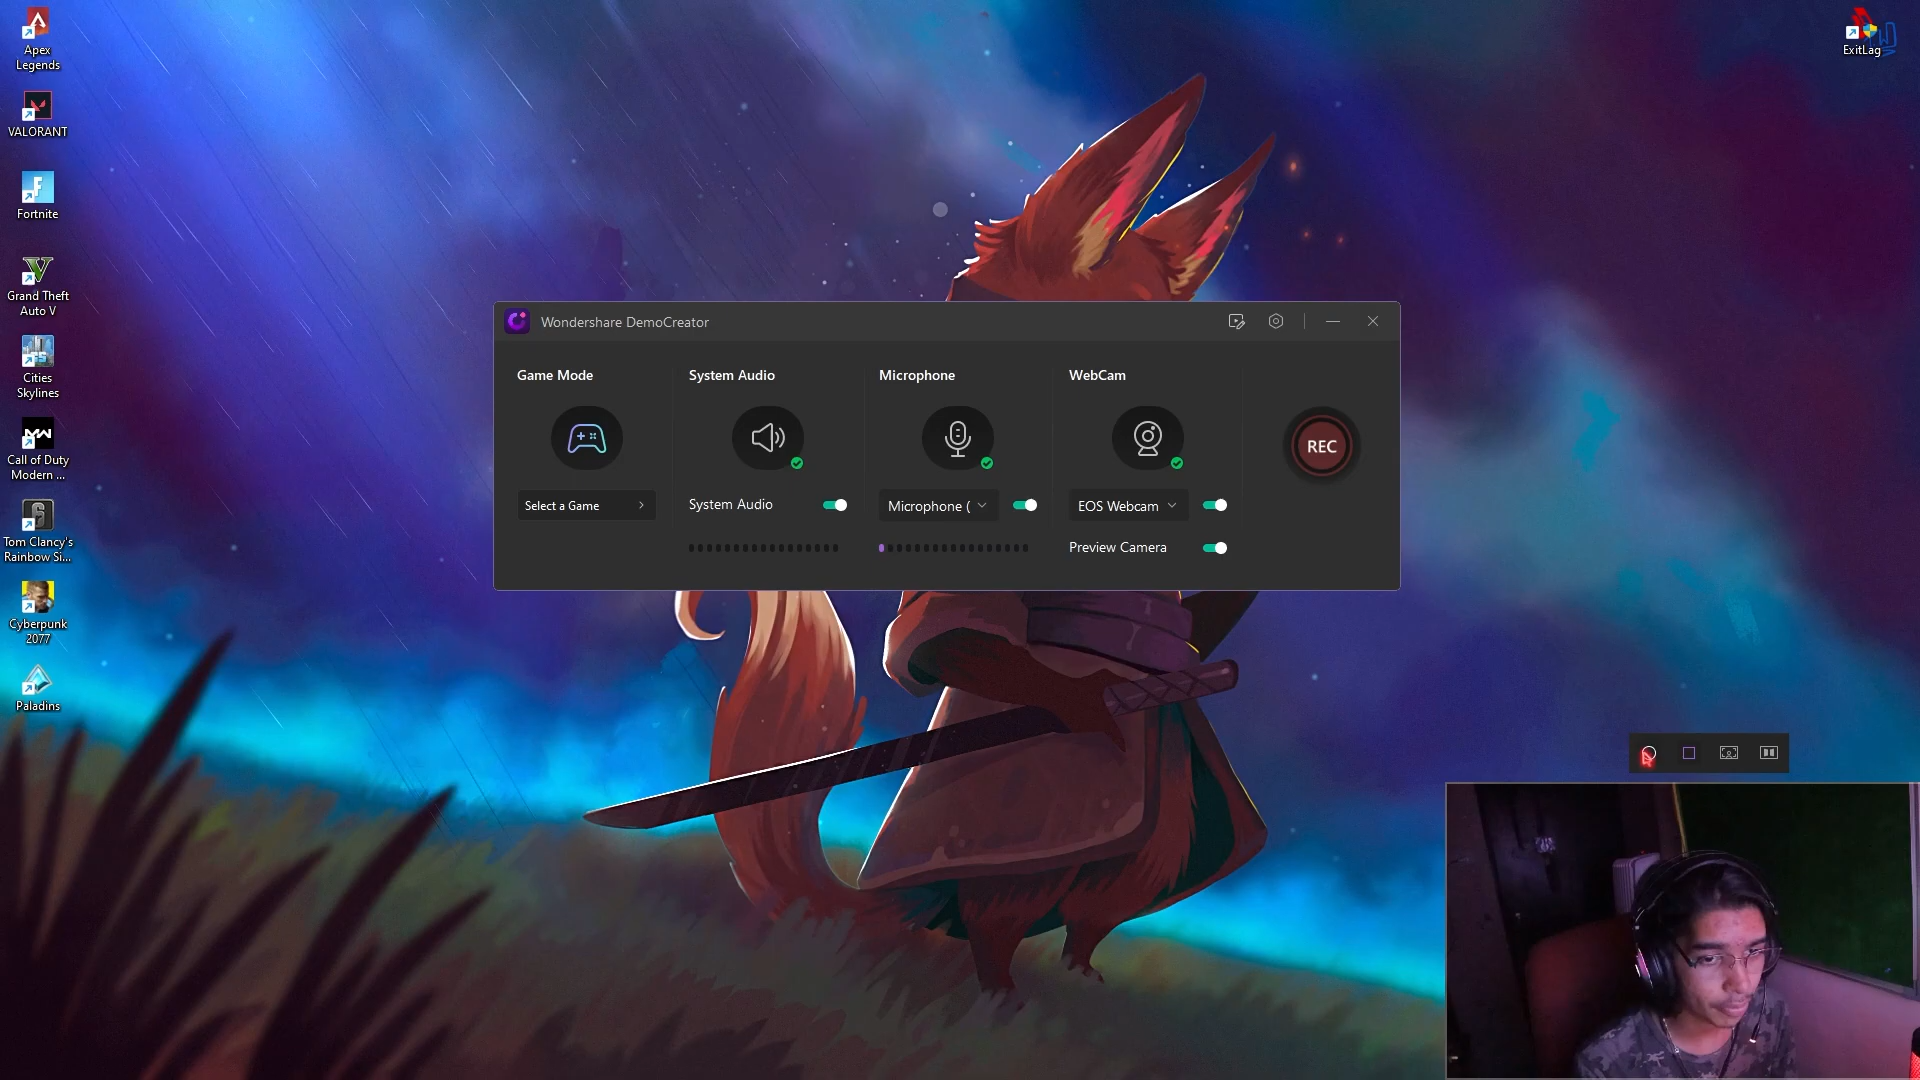 Apex
Legends
VALORANT
Fortnite
Grand Theft
Auto V
Cities
Skylines
Call of Duty
Modern ...
Tom Clancy's
Rainbow Si...
Cyberpunk
2077
Paladins
ExitLag
Wondershare DemoCreator
Game Mode
System Audio
Microphone
WebCam
REC
Select a Game
System Audio
Microphone (
EOS Webcam
Preview Camera